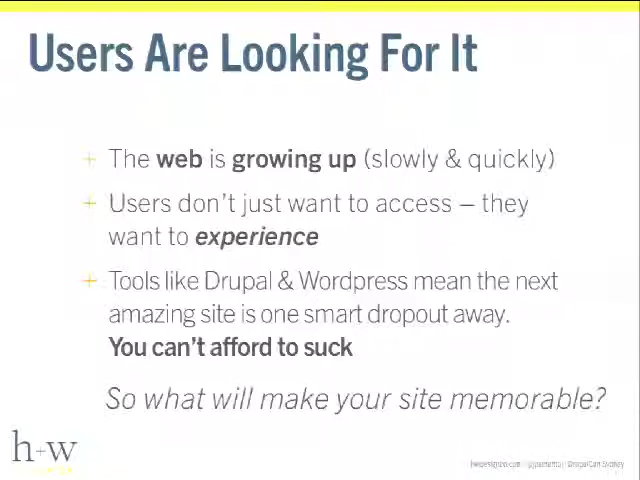 Users Are Looking For It
+ The web is growing up (slowly & quickly)
+ Users don't just want to access – they
want to experience
+ Tools like Drupal & Wordpress mean the next
amazing site is one smart dropout away.
You can't afford to suck
So what will make your site memorable?
h+w
DrupalCon Sydney